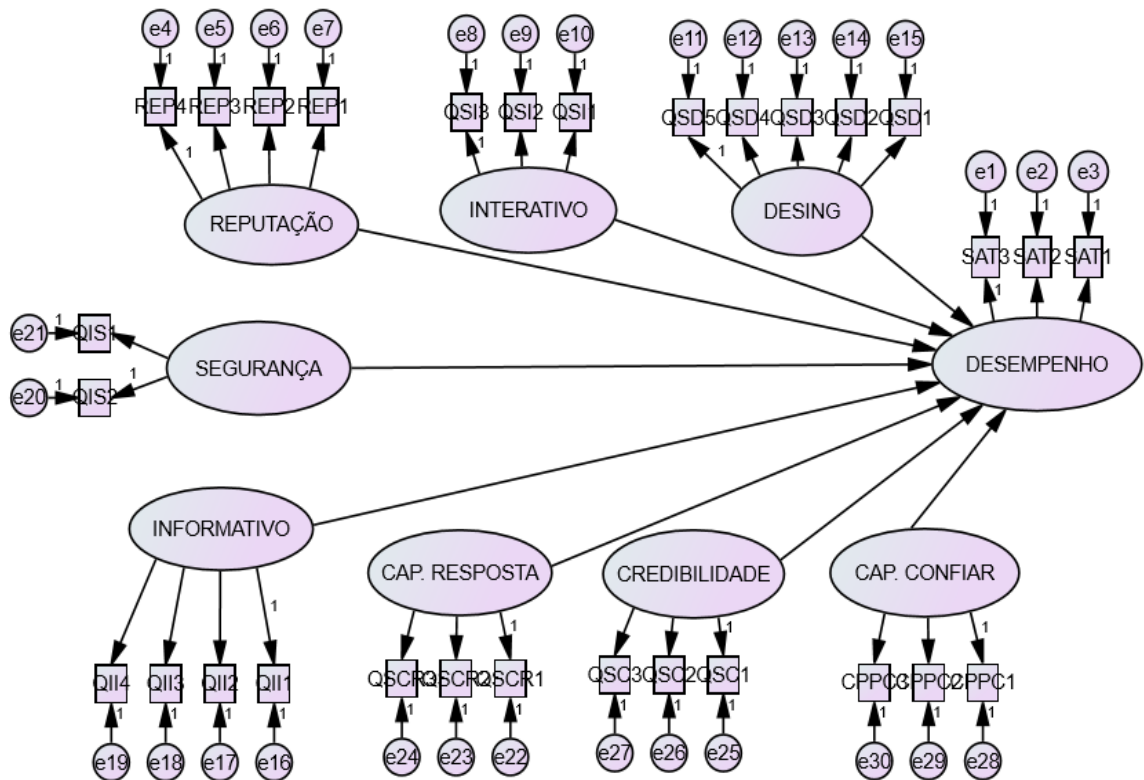 e4 e5 e6 e7 e8 e9 e10 e11 e12 e13 e14 e15
1 1 1 1 1 1 1 1 1 1 1 1
REP4 REP3 REP2 REP1 QSI3 QSI2 QSI1 QSD5 QSD4 QSD3 QSD2 QSD1
1 1 1
e1 e2 e3
1 1 1
SAT3 SAT2 SAT1
1
REPUTAÇÃO INTERATIVO DESING
DESEMPENHO
e21 1 QIS1
SEGURANÇA
1
e20 1 QIS2
INFORMATIVO
CAP. RESPOSTA CREDIBILIDADE CAP. CONFIAR
1 1 1 1
QII4 QII3 QII2 QII1 QSCR3 QSCR2 QSCR1 QSC3 QSC2 QSC1 CPPC3 CPPC2 CPPC1
1 1 1 1 1 1 1 1 1 1 1 1 1
e19 e18 e17 e16 e24 e23 e22 e27 e26 e25 e30 e29 e28